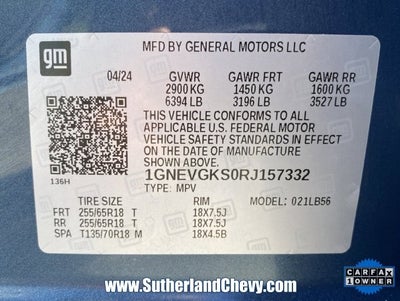 gm
MFD BY GENERAL MOTORS LLC
04/24 GVWR GAWR FRT GAWR RR
2900 KG 1450 KG 1600 KG
6394 LB 3196 LB 3527 LB
THIS VEHICLE CONFORMS TO ALL
APPLICABLE U.S. FEDERAL MOTOR
VEHICLE SAFETY STANDARDS IN EFFECT
ON THE DATE OF MANUFACTURE
SHOWN ABOVE.
1GNEVGKS0RJ157332
136H TYPE: MPV
TIRE SIZE RIM MODEL: 021LB56
FRT 255/65R18 T 18X7.5J
RR 255/65R18 T 18X7.5J
SPA T135/70R18 M 18X4.5B
www.SutherlandChevy.com
CARFAX
1 OWNER